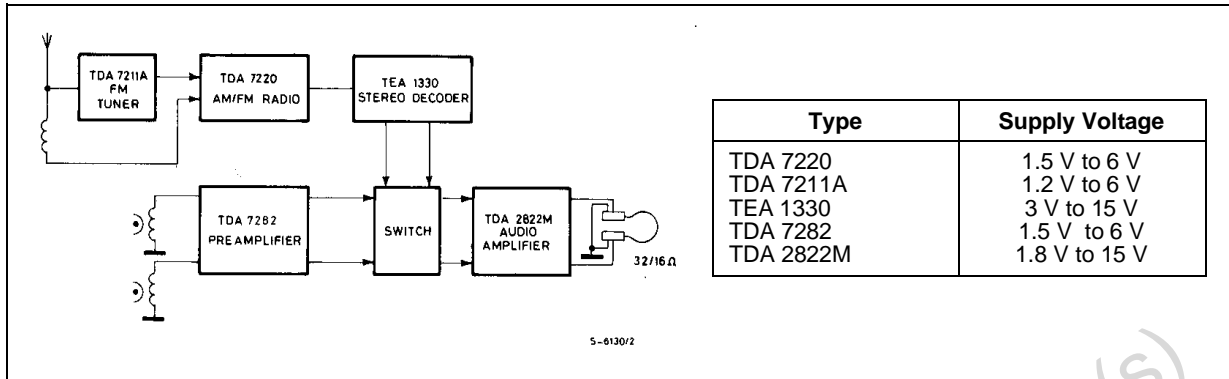 TDA 7211A
FM
TUNER
TDA 7220
AM/FM RADIO
TEA 1330
STEREO DECODER
TDA 7282
PREAMPLIFIER
SWITCH
TDA 2822M
AUDIO
AMPLIFIER
32/16Ω
S-6130/2
Type Supply Voltage
TDA 7220 1.5 V to 6 V
TDA 7211A 1.2 V to 6 V
TEA 1330 3 V to 15 V
TDA 7282 1.5 V to 6 V
TDA 2822M 1.8 V to 15 V
(s)